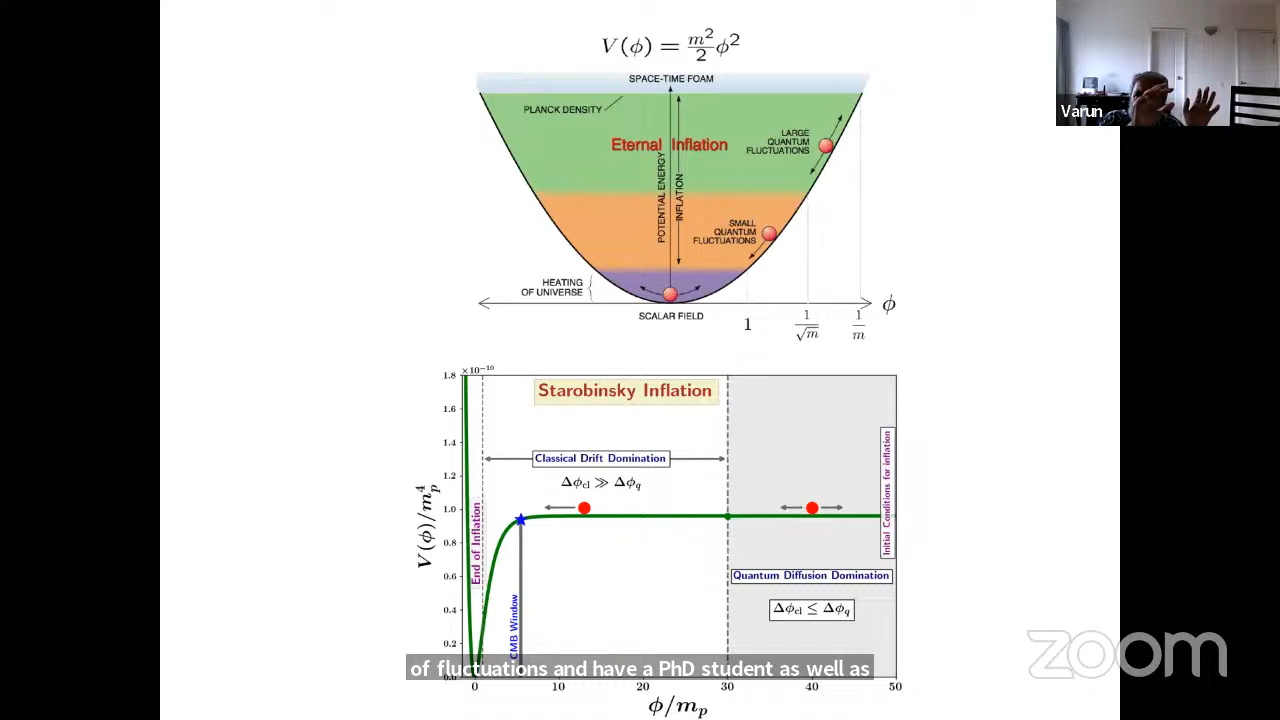 V(ϕ) = m²/2 ϕ²
SPACE-TIME FOAM
PLANCK DENSITY
Eternal Inflation
LARGE
QUANTUM
FLUCTUATIONS
POTENTIAL ENERGY
INFLATION
SMALL
QUANTUM
FLUCTUATIONS
HEATING
OF UNIVERSE
SCALAR FIELD
ϕ
1
1/√m
1/m
Varun
×10⁻¹⁰
1.8
1.6
1.4
1.2
1.0
0.8
0.6
0.4
0.2
0.0
V(ϕ)/m_p⁴
Starobinsky Inflation
Classical Drift Domination
Δϕ_cl ≫ Δϕ_q
End of Inflation
CMB Window
Initial Conditions for inflation
Quantum Diffusion Domination
Δϕ_cl ≤ Δϕ_q
of fluctuations and have a PhD student as well as
0 10 20 30 40 50
ϕ/m_p
zoom